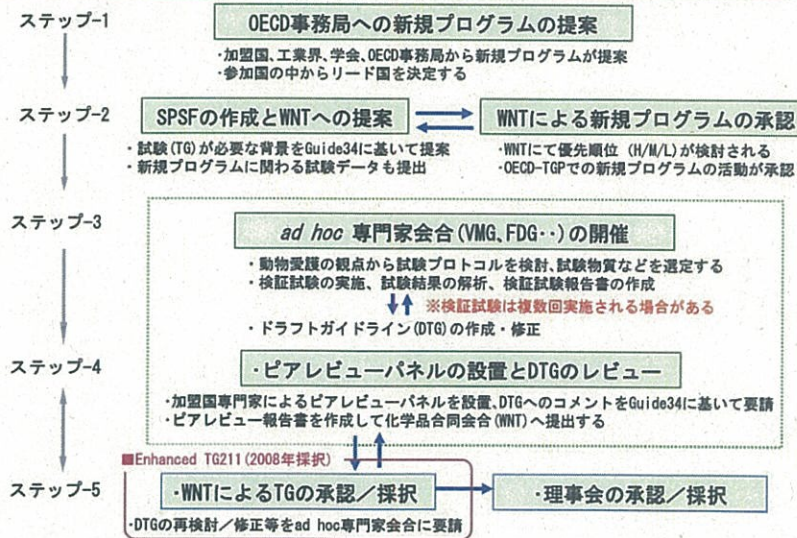 ステップ-1
OECD事務局への新規プログラムの提案
・加盟国、工業界、学会、OECD事務局から新規プログラムが提案
・参加国の中からリード国を決定する
ステップ-2
SPSFの作成とWNTへの提案
WNTによる新規プログラムの承認
・試験(TG)が必要な背景をGuide34に基いて提案
・新規プログラムに関わる試験データも提出
・WNTにて優先順位 (H/M/L)が検討される
・OECD-TGPでの新規プログラムの活動が承認
ステップ-3
ad hoc 専門家会合(VMG、FDG‥)の開催
・動物愛護の観点から試験プロトコルを検討、試験物質などを選定する
・検証試験の実施、試験結果の解析、検証試験報告書の作成
※検証試験は複数回実施される場合がある
・ドラフトガイドライン(DTG)の作成・修正
ステップ-4
・ピアレビューパネルの設置とDTGのレビュー
・加盟国専門家によるピアレビューパネルを設置、DTGへのコメントをGuide34に基いて要請
・ピアレビュー報告書を作成して化学品合同会合(WNT)へ提出する
■Enhanced TG211(2008年採択)
ステップ-5
・WNTによるTGの承認／採択
・理事会の承認／採択
・DTGの再検討／修正等をad hoc専門家会合に要請